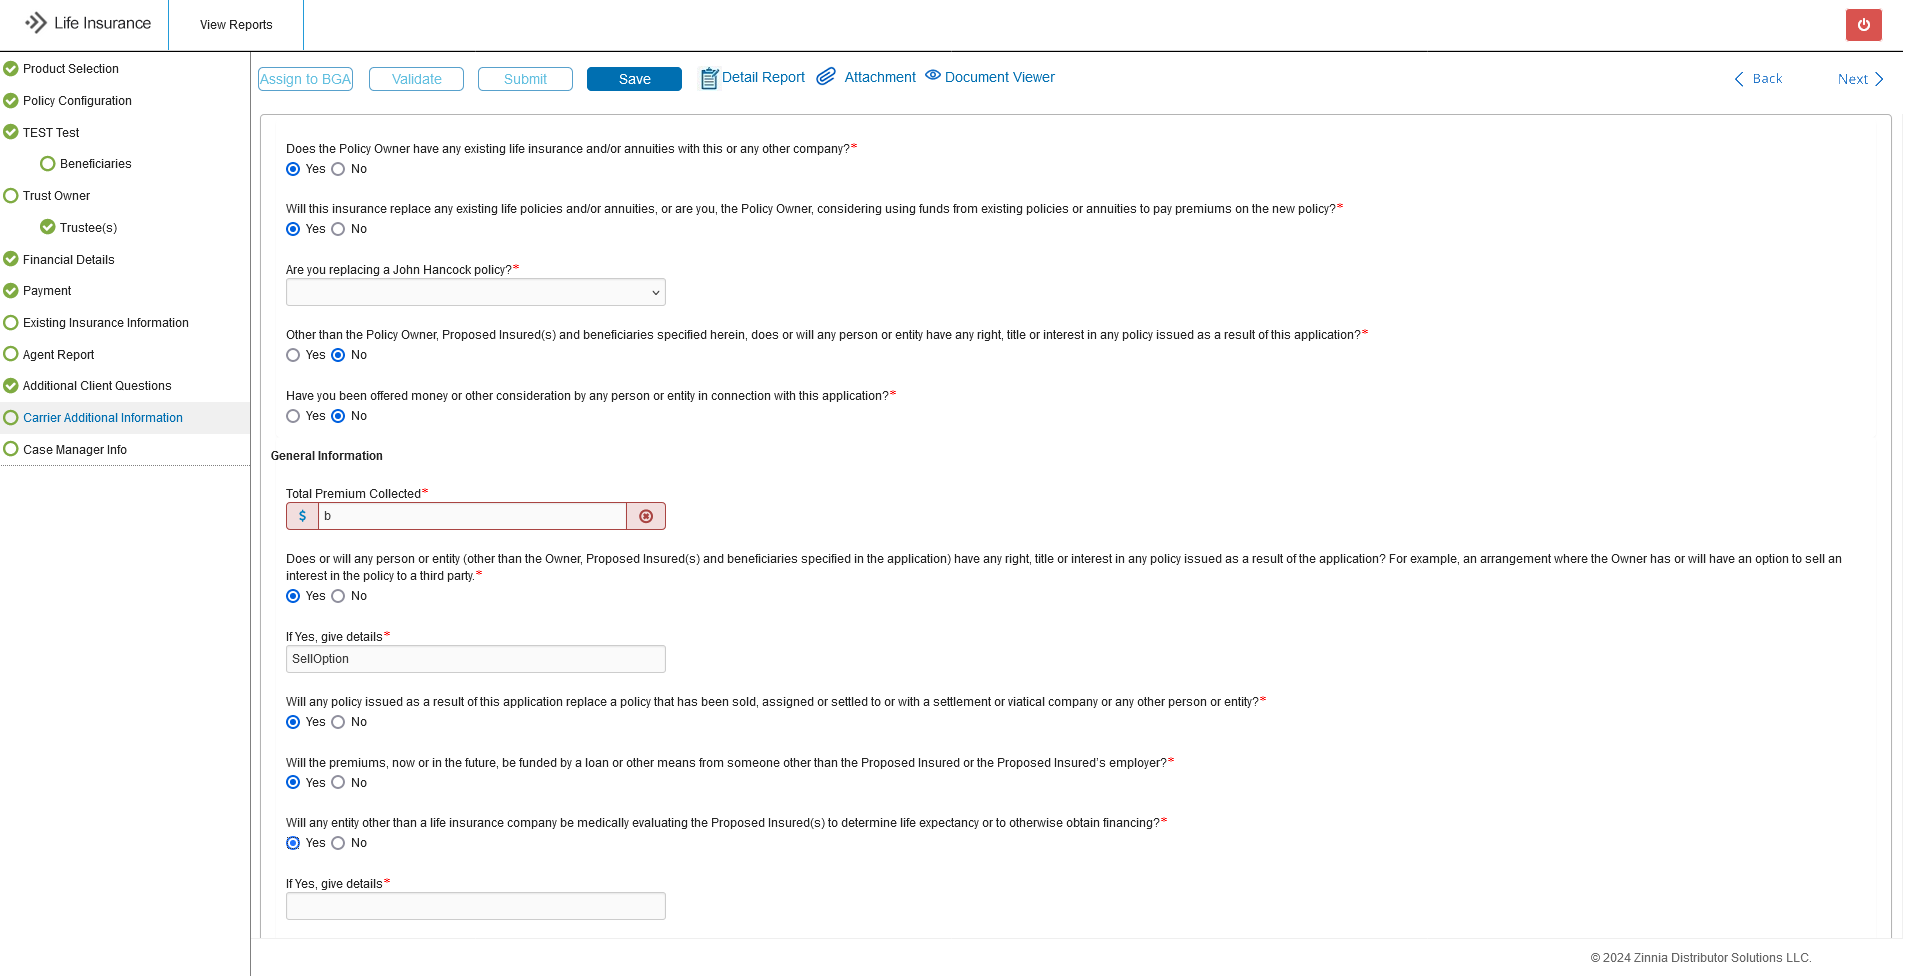 Life Insurance
View Reports
Product Selection
Policy Configuration
TEST Test
Beneficiaries
Trust Owner
Trustee(s)
Financial Details
Payment
Existing Insurance Information
Agent Report
Additional Client Questions
Carrier Additional Information
Case Manager Info
Assign to BGA
Validate
Submit
Save
Detail Report
Attachment
Document Viewer
Back
Next
Does the Policy Owner have any existing life insurance and/or annuities with this or any other company?*
Yes No
Will this insurance replace any existing life policies and/or annuities, or are you, the Policy Owner, considering using funds from existing policies or annuities to pay premiums on the new policy?*
Yes No
Are you replacing a John Hancock policy?*
Other than the Policy Owner, Proposed Insured(s) and beneficiaries specified herein, does or will any person or entity have any right, title or interest in any policy issued as a result of this application?*
Yes No
Have you been offered money or other consideration by any person or entity in connection with this application?*
Yes No
General Information
Total Premium Collected*
$ b
Does or will any person or entity (other than the Owner, Proposed Insured(s) and beneficiaries specified in the application) have any right, title or interest in any policy issued as a result of the application? For example, an arrangement where the Owner has or will have an option to sell an
interest in the policy to a third party.*
Yes No
If Yes, give details*
SellOption
Will any policy issued as a result of this application replace a policy that has been sold, assigned or settled to or with a settlement or viatical company or any other person or entity?*
Yes No
Will the premiums, now or in the future, be funded by a loan or other means from someone other than the Proposed Insured or the Proposed Insured's employer?*
Yes No
Will any entity other than a life insurance company be medically evaluating the Proposed Insured(s) to determine life expectancy or to otherwise obtain financing?*
Yes No
If Yes, give details*
© 2024 Zinnia Distributor Solutions LLC.